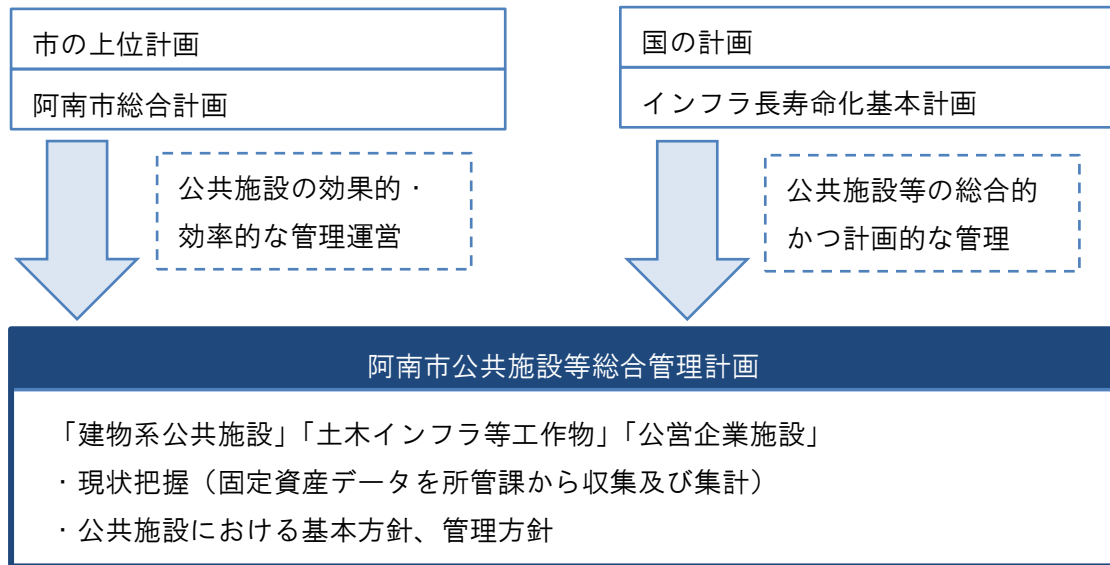 市の上位計画
阿南市総合計画
国の計画
インフラ長寿命化基本計画
公共施設の効果的・
効率的な管理運営
公共施設等の総合的
かつ計画的な管理
阿南市公共施設等総合管理計画
「建物系公共施設」「土木インフラ等工作物」「公営企業施設」
・現状把握（固定資産データを所管課から収集及び集計）
・公共施設における基本方針、管理方針